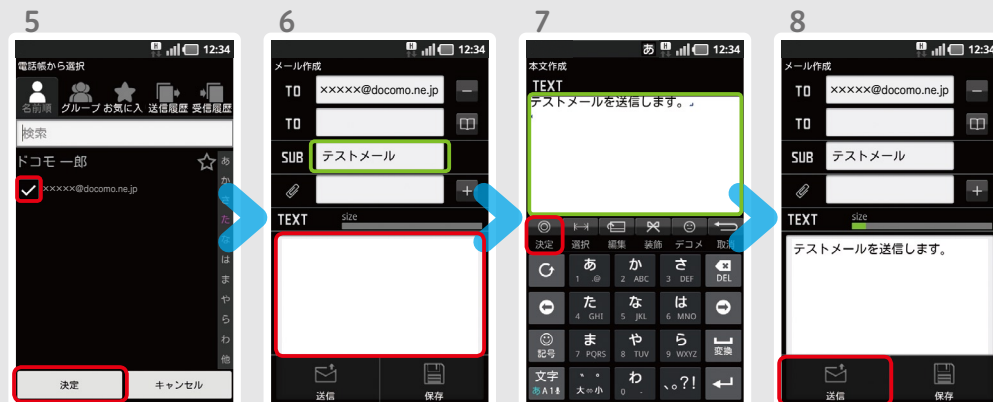 5
12:34
電話帳から選択
名前順 グループ お気に入 送信履歴 受信履歴
検索
ドコモ 一郎
×××××@docomo.ne.jp
あ
か
さ
た
な
は
ま
や
ら
わ
他
決定 キャンセル
6
12:34
メール作成
TO ×××××@docomo.ne.jp
TO
SUB テストメール
TEXT size
送信 保存
7
あ 12:34
本文作成
TEXT
テストメールを送信します。
決定 選択 編集 装飾 デコメ 取消
あ 1 .@ か 2 ABC さ 3 DEF DEL
た 4 GHI な 5 JKL は 6 MNO
記号 ま 7 PQRS や 8 TUV ら 9 WXYZ 変換
文字 あA1 ゛゜大⇔小 わ 0 - 、。?!
8
12:34
メール作成
TO ×××××@docomo.ne.jp
TO
SUB テストメール
TEXT size
テストメールを送信します。
送信 保存